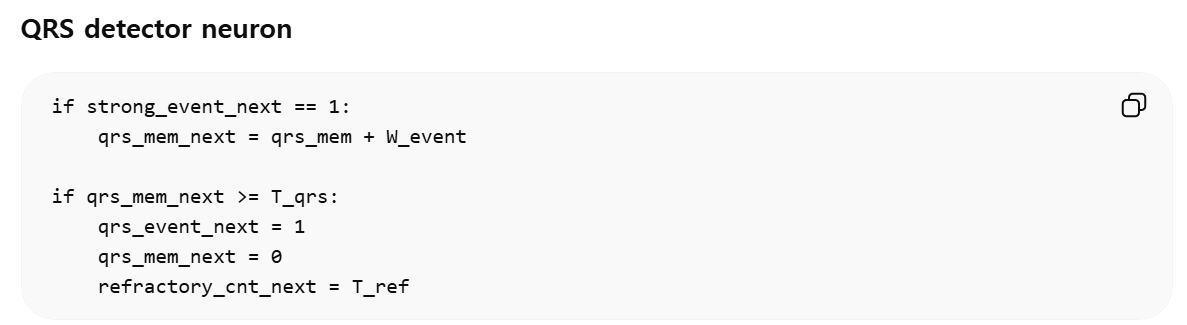 QRS detector neuron
if strong_event_next == 1:
    qrs_mem_next = qrs_mem + W_event
if qrs_mem_next >= T_qrs:
    qrs_event_next = 1
    qrs_mem_next = 0
    refractory_cnt_next = T_ref